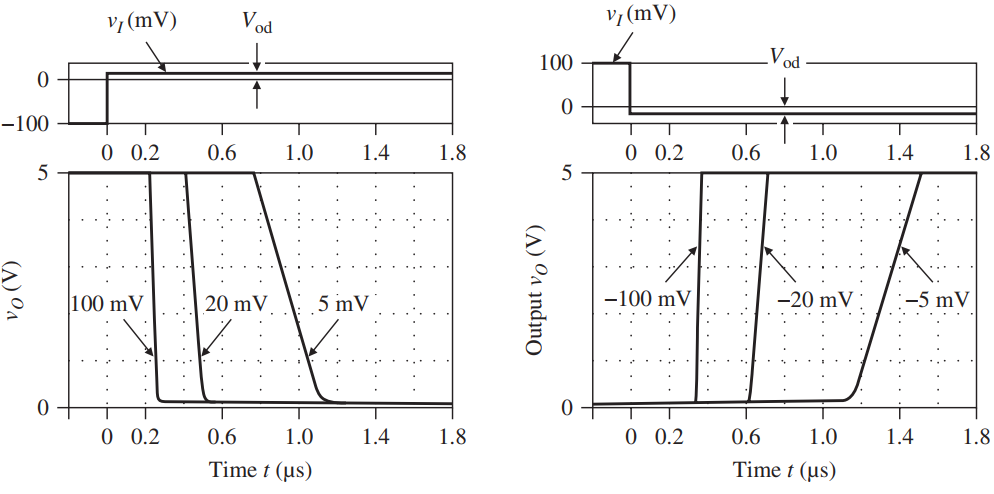 v_I (mV)
V_od
0
−100
0 0.2 0.6 1.0 1.4 1.8
5
v_O (V)
100 mV
20 mV
5 mV
0
0 0.2 0.6 1.0 1.4 1.8
Time t (μs)
v_I (mV)
V_od
100
0
0 0.2 0.6 1.0 1.4 1.8
5
Output v_O (V)
−100 mV
−20 mV
−5 mV
0
0 0.2 0.6 1.0 1.4 1.8
Time t (μs)